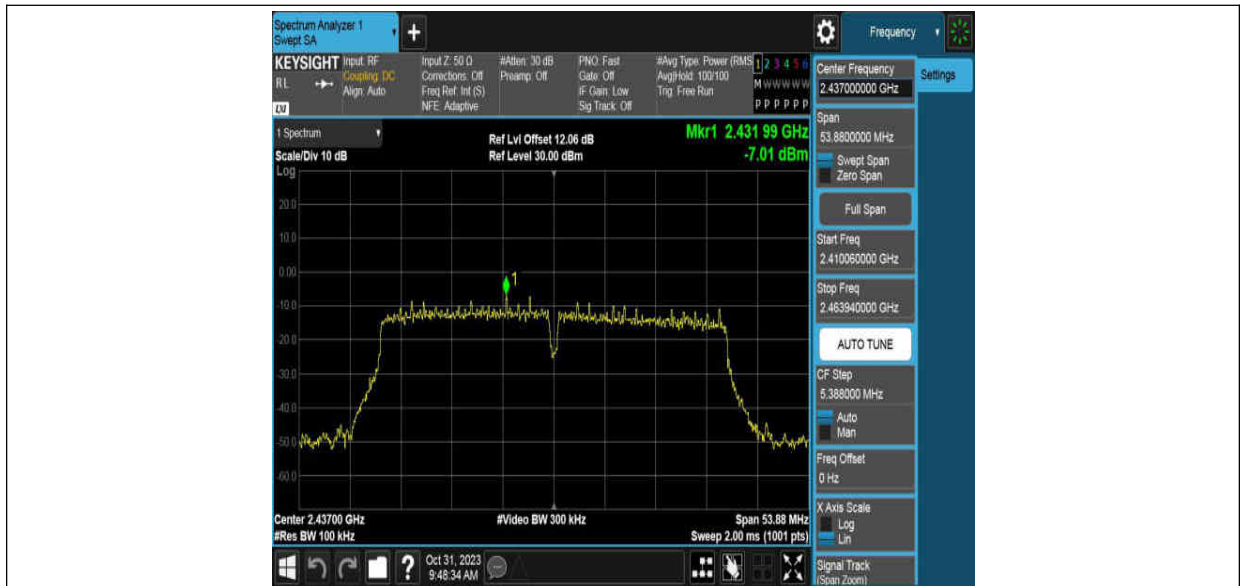 Spectrum Analyzer 1
Swept SA
+
Frequency
KEYSIGHT
RL
LXI
Input: RF
Coupling: DC
Align: Auto
Input Z: 50 Ω
Corrections: Off
Freq Ref: Int (S)
NFE: Adaptive
#Atten: 30 dB
Preamp: Off
PNO: Fast
Gate: Off
IF Gain: Low
Sig Track: Off
#Avg Type: Power (RMS
Avg|Hold: 100/100
Trig: Free Run
1 2 3 4 5 6
M W W W W W
P P P P P P
Center Frequency
2.437000000 GHz
Settings
Span
53.8800000 MHz
Swept Span
Zero Span
Full Span
Start Freq
2.410060000 GHz
Stop Freq
2.463940000 GHz
AUTO TUNE
CF Step
5.388000 MHz
Auto
Man
Freq Offset
0 Hz
X Axis Scale
Log
Lin
Signal Track
(Span Zoom)
1 Spectrum
Scale/Div 10 dB
Ref Lvl Offset 12.06 dB
Ref Level 30.00 dBm
Mkr1 2.431 99 GHz
-7.01 dBm
Log
20.0
10.0
0.00
-10.0
-20.0
-30.0
-40.0
-50.0
-60.0
1
Center 2.43700 GHz
#Res BW 100 kHz
#Video BW 300 kHz
Span 53.88 MHz
Sweep 2.00 ms (1001 pts)
?
Oct 31, 2023
9:48:34 AM